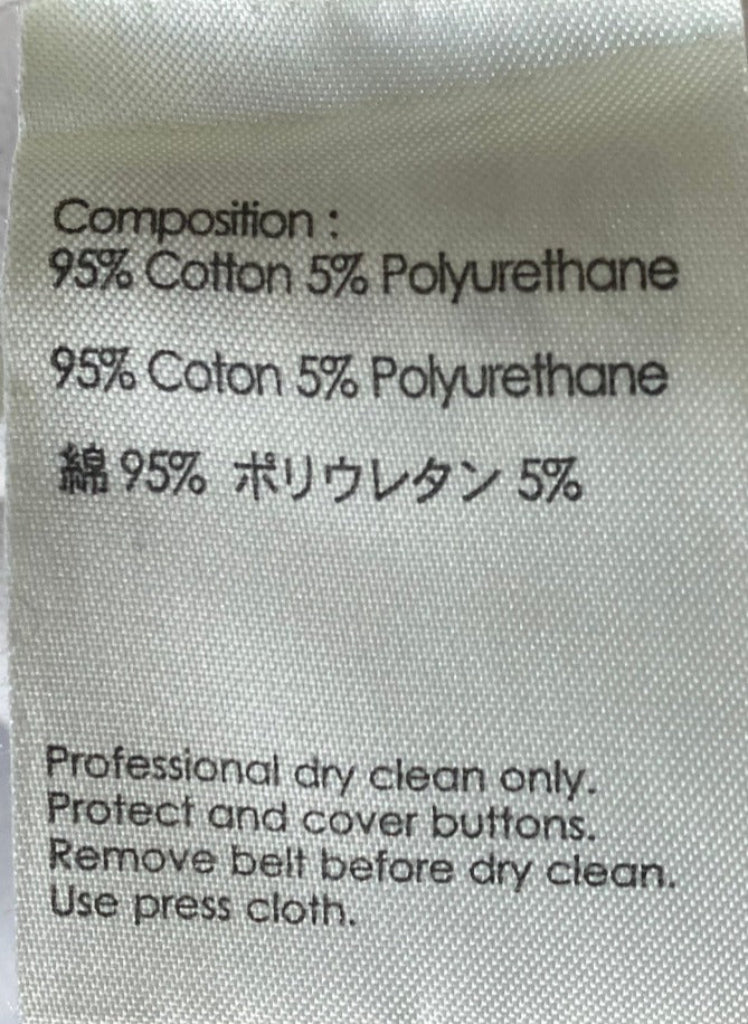 Composition :
95% Cotton 5% Polyurethane
95% Coton 5% Polyurethane
綿 95% ポリウレタン 5%
Professional dry clean only.
Protect and cover buttons.
Remove belt before dry clean.
Use press cloth.